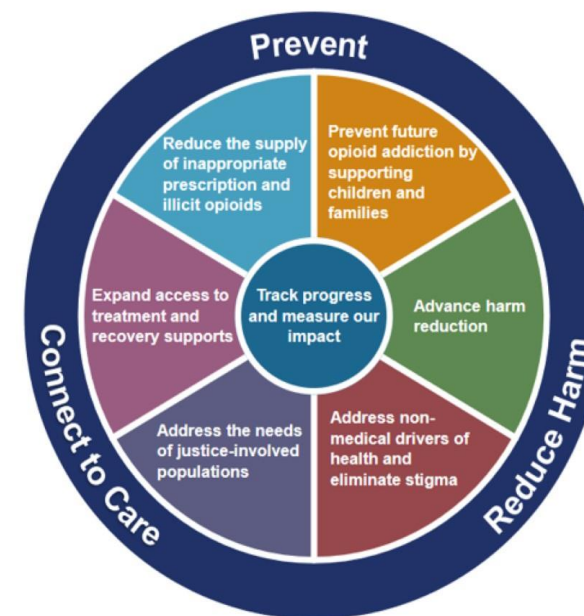 Prevent
Reduce the supply
of inappropriate
prescription and
illicit opioids
Prevent future
opioid addiction by
supporting
children and
families
Expand access to
treatment and
recovery supports
Track progress
and measure our
impact
Advance harm
reduction
Address the needs
of justice-involved
populations
Address non-
medical drivers of
health and
eliminate stigma
Connect to Care
Reduce Harm